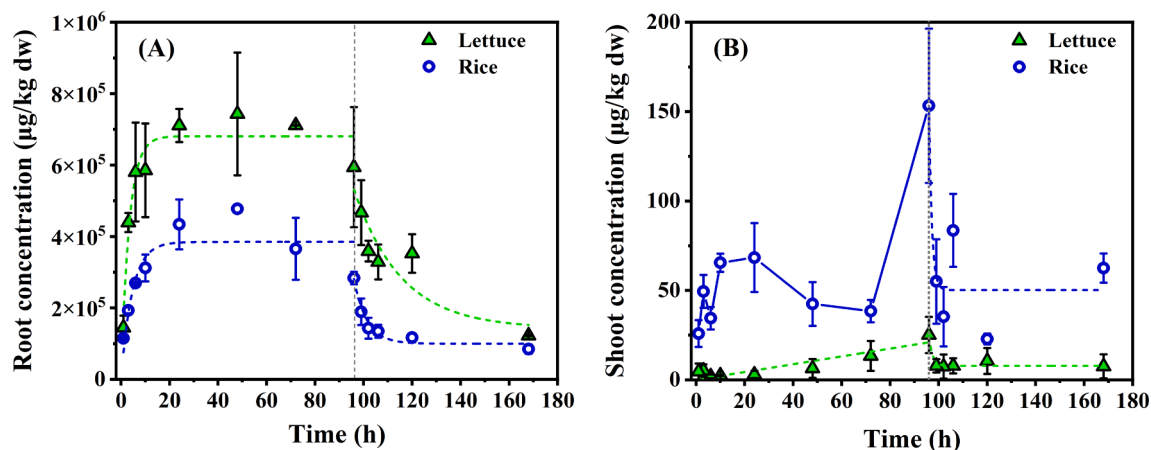 (A)
Lettuce
Rice
Root concentration (μg/kg dw)
1×10⁶
8×10⁵
6×10⁵
4×10⁵
2×10⁵
0
0 20 40 60 80 100 120 140 160 180
Time (h)
(B)
Lettuce
Rice
Shoot concentration (μg/kg dw)
200
150
100
50
0
0 20 40 60 80 100 120 140 160 180
Time (h)